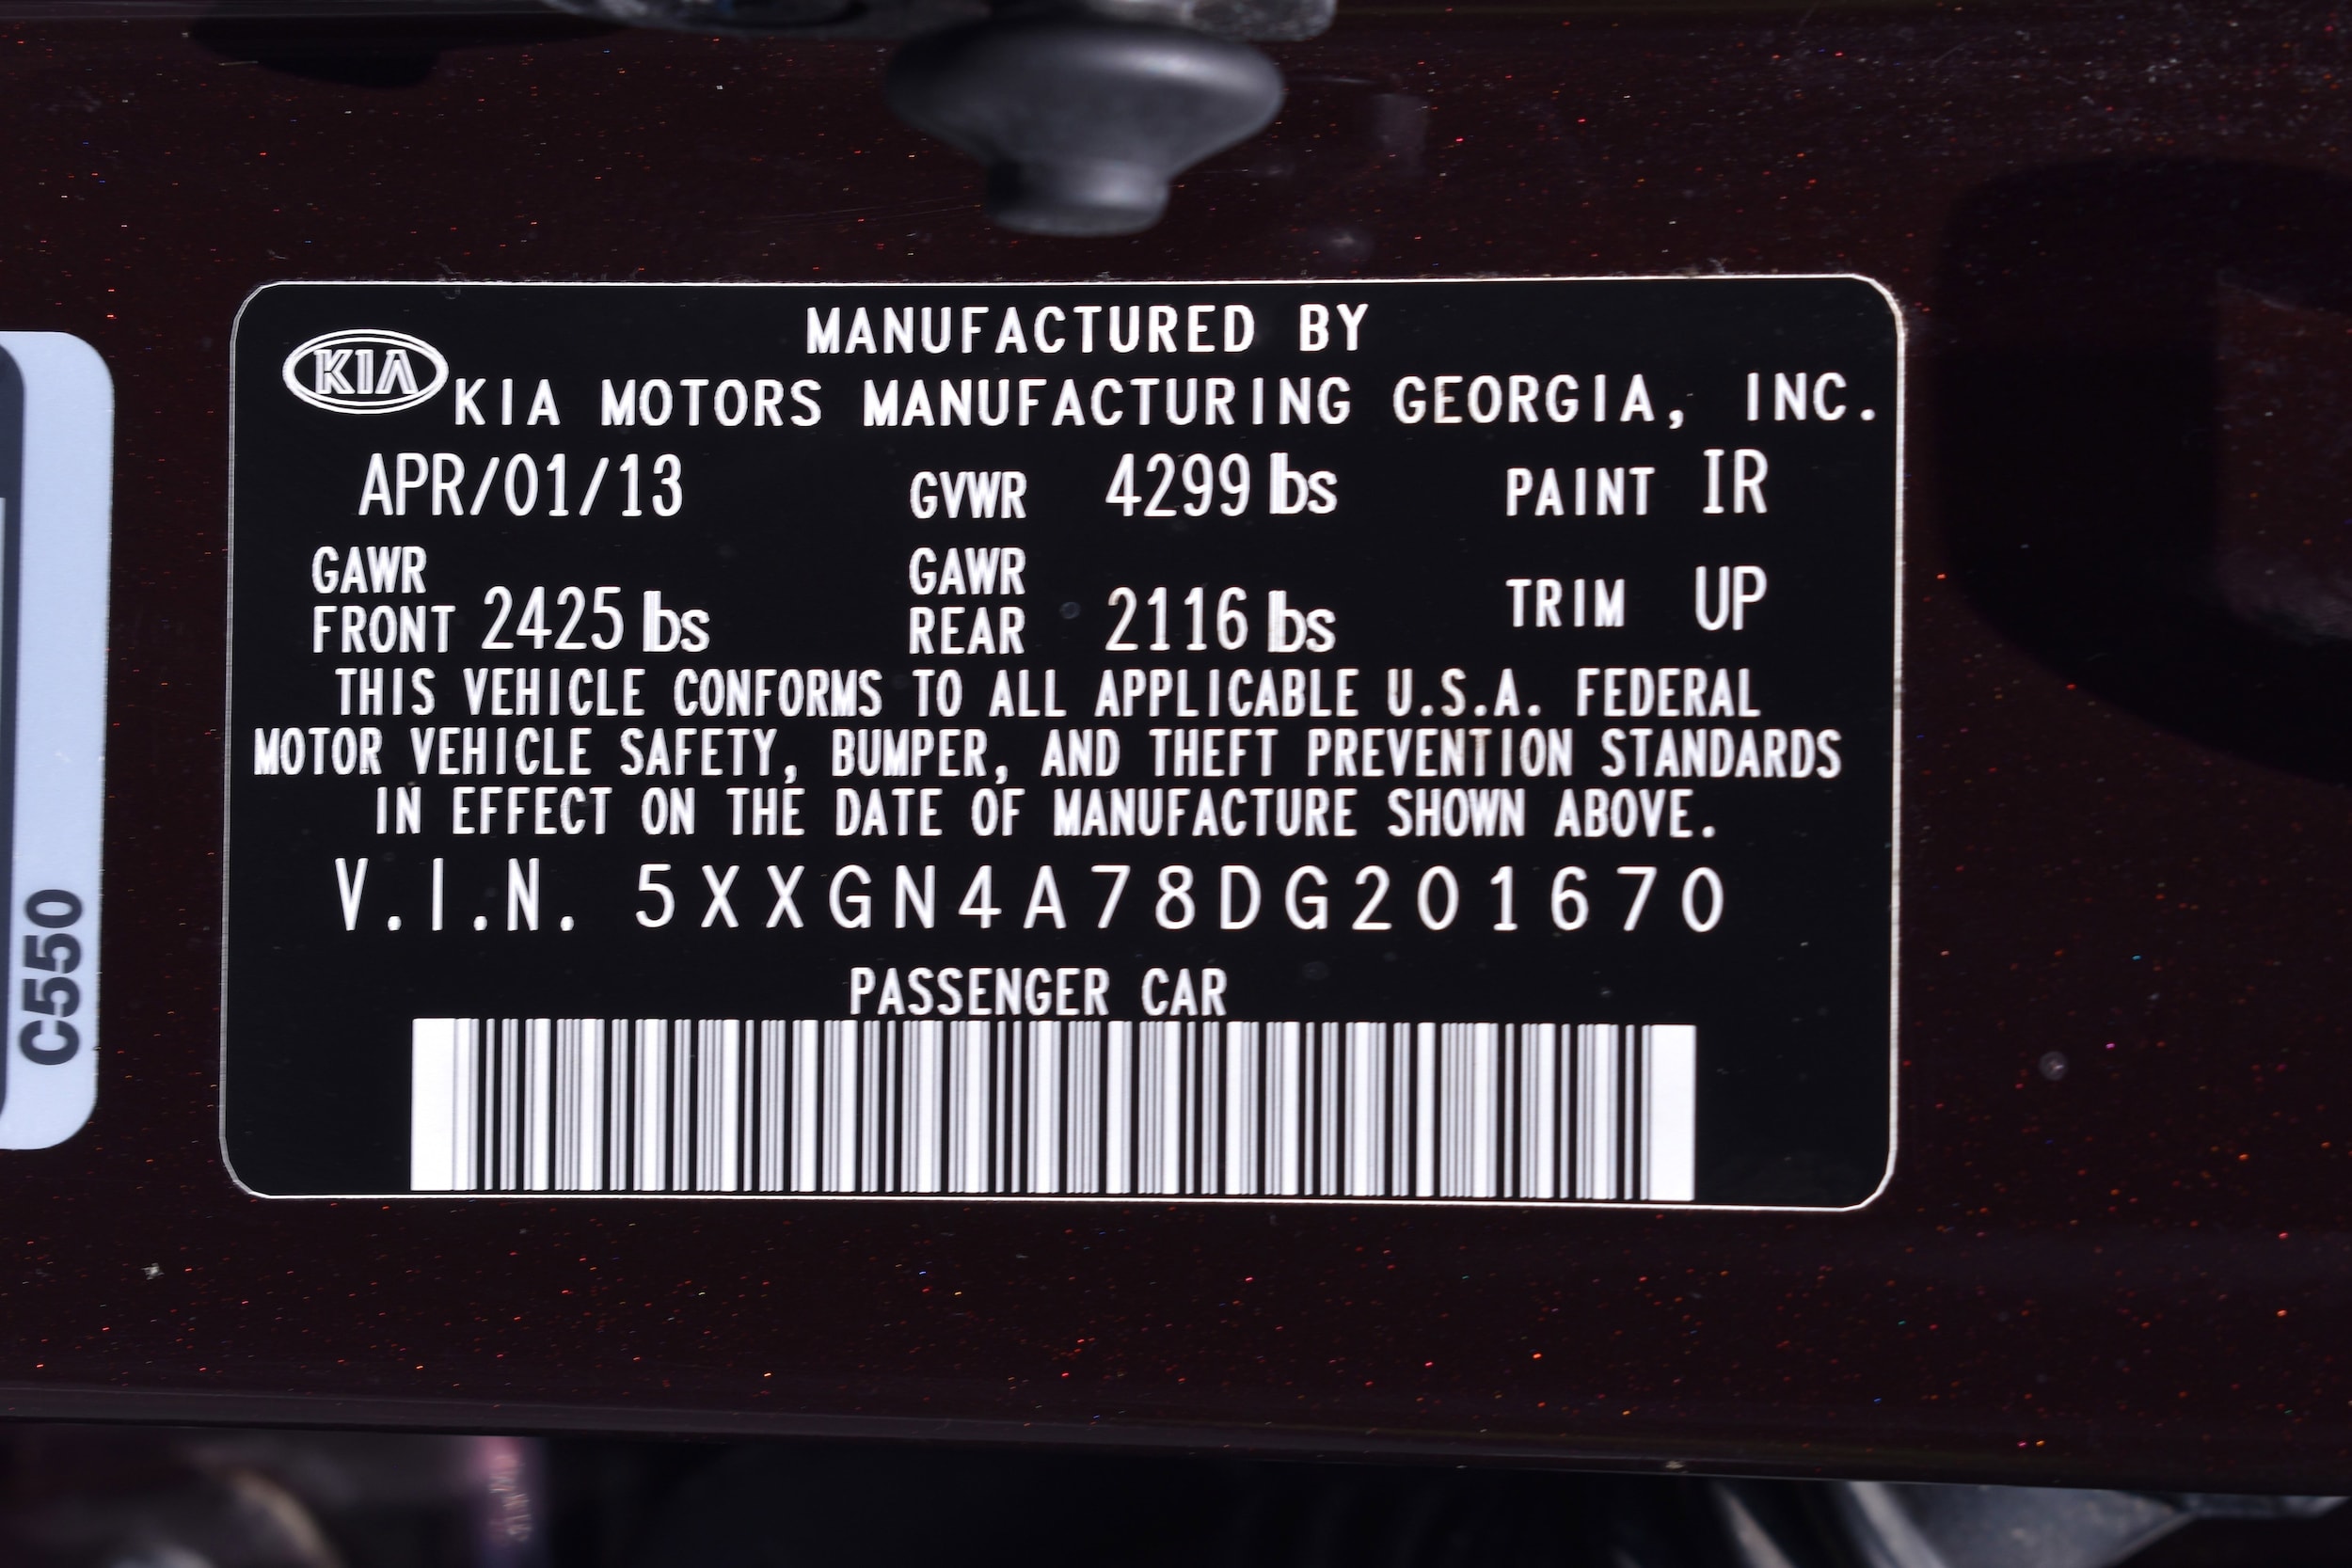 MANUFACTURED BY
KIA
KIA MOTORS MANUFACTURING GEORGIA, INC.
APR/01/13 GVWR 4299 lbs PAINT IR
GAWR FRONT 2425 lbs GAWR REAR 2116 lbs TRIM UP
THIS VEHICLE CONFORMS TO ALL APPLICABLE U.S.A. FEDERAL
MOTOR VEHICLE SAFETY, BUMPER, AND THEFT PREVENTION STANDARDS
IN EFFECT ON THE DATE OF MANUFACTURE SHOWN ABOVE.
V.I.N. 5XXGN4A78DG201670
PASSENGER CAR
C550